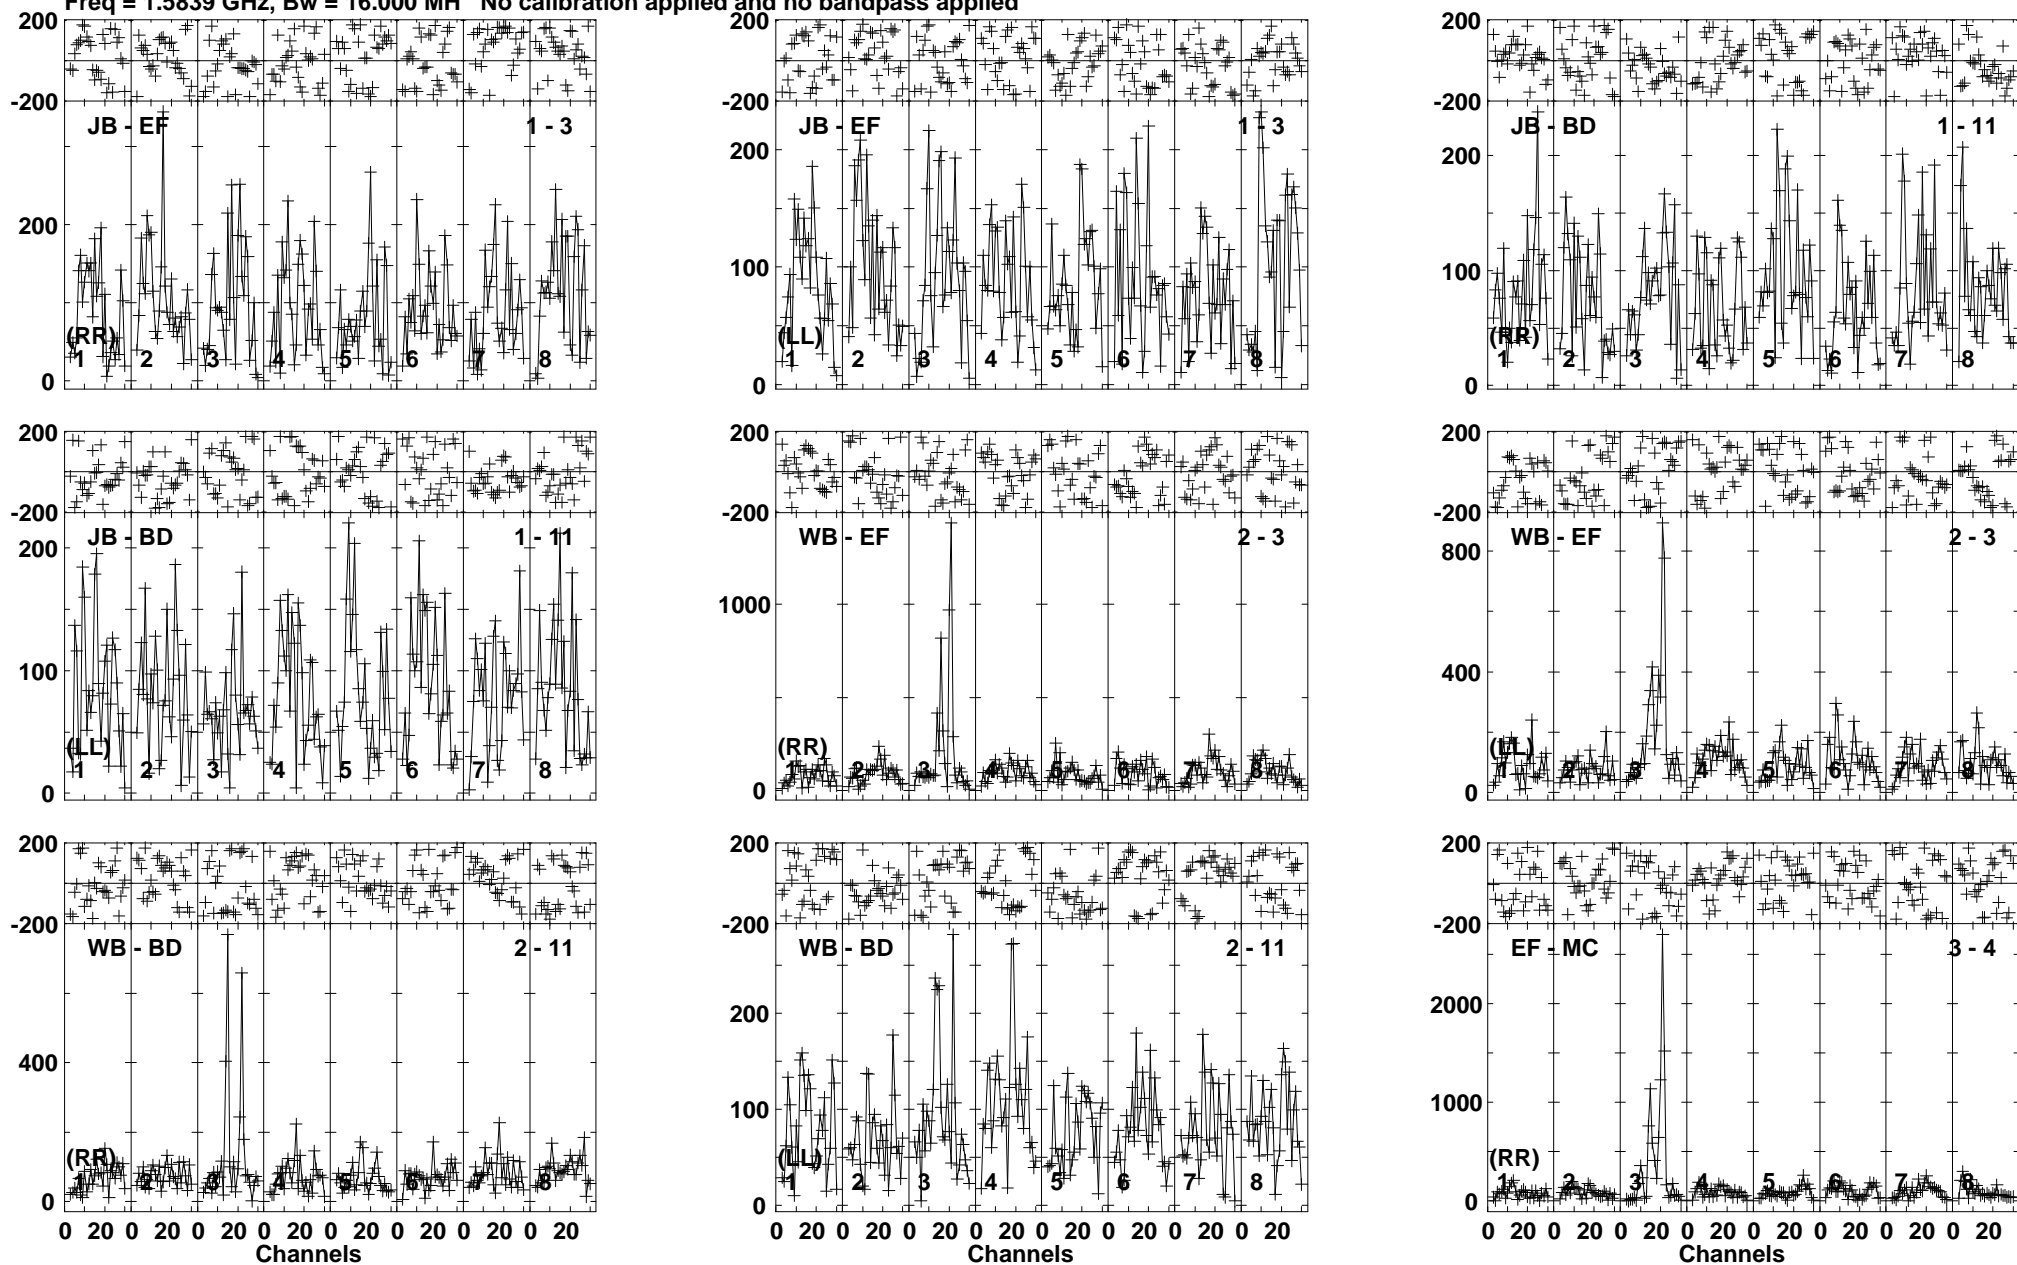 Freq = 1.5839 GHz, Bw = 16.000 MH No calibration applied and no bandpass applied
200
-200
JB - EF 1 - 3
200
0
(RR)
1 2 3 4 5 6 7 8
JB - EF 1 - 3
200
100
0
(LL)
1 2 3 4 5 6 7 8
200
-200
JB - BD 1 - 11
200
100
0
(RR)
1 2 3 4 5 6 7 8
200
-200
JB - BD 1 - 11
200
100
0
(LL)
1 2 3 4 5 6 7 8
200
-200
WB - EF 2 - 3
1000
0
(RR)
1 2 3 4 5 6 7 8
200
-200
WB - EF 2 - 3
800
400
0
(LL)
1 2 3 4 5 6 7 8
200
-200
WB - BD 2 - 11
400
0
(RR)
1 2 3 4 5 6 7 8
0 20 0 20 0 20 0 20 0 20 0 20 0 20 0 20
Channels
200
-200
WB - BD 2 - 11
200
100
0
(LL)
1 2 3 4 5 6 7 8
0 20 0 20 0 20 0 20 0 20 0 20 0 20 0 20
Channels
200
-200
EF - MC 3 - 4
2000
1000
0
(RR)
1 2 3 4 5 6 7 8
0 20 0 20 0 20 0 20 0 20 0 20 0 20 0 20
Channels